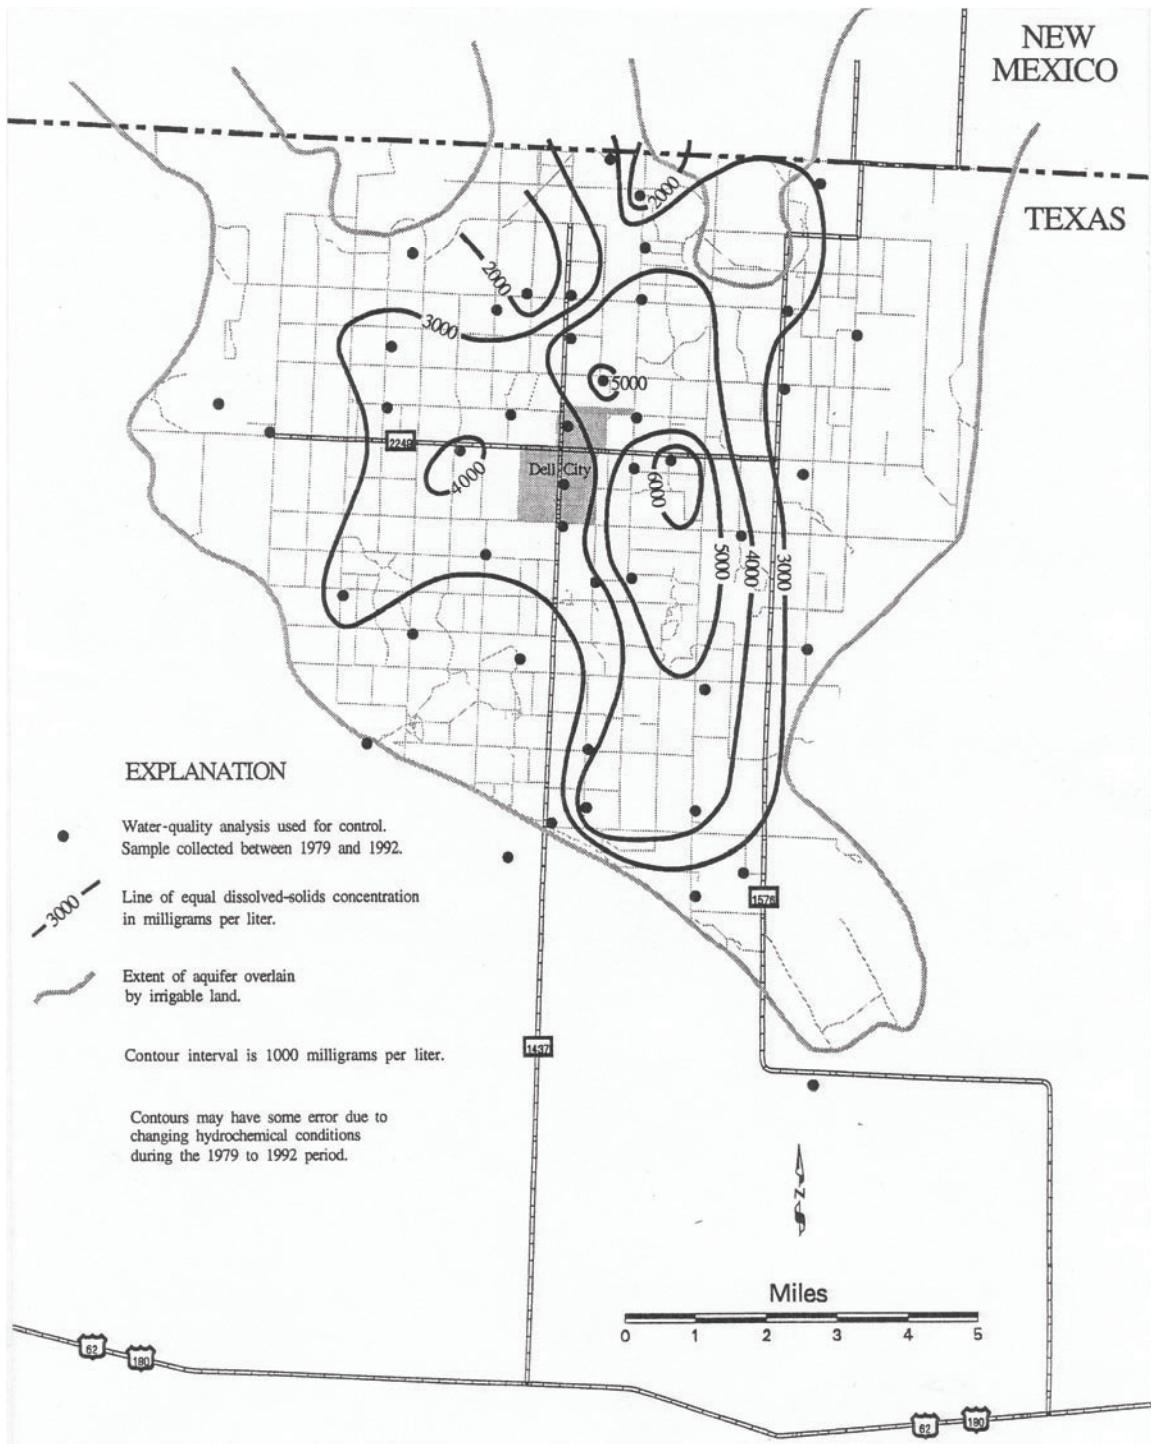 NEW
MEXICO
TEXAS
2000
2000
3000
5000
2249
4000
Dell City
6000
5000
4000
3000
EXPLANATION
Water-quality analysis used for control.
Sample collected between 1979 and 1992.
3000
Line of equal dissolved-solids concentration
in milligrams per liter.
Extent of aquifer overlain
by irrigable land.
Contour interval is 1000 milligrams per liter.
Contours may have some error due to
changing hydrochemical conditions
during the 1979 to 1992 period.
1576
1437
N
Miles
0 1 2 3 4 5
62
180
62
180